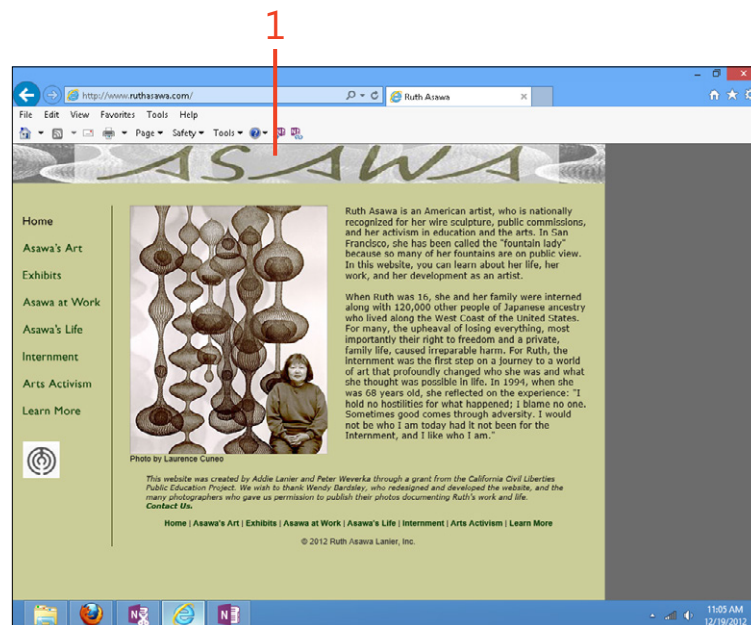 1
http://www.ruthasawa.com/
Ruth Asawa
File Edit View Favorites Tools Help
Page Safety Tools
ASAWA
Home
Asawa's Art
Exhibits
Asawa at Work
Asawa's Life
Internment
Arts Activism
Learn More
Ruth Asawa is an American artist, who is nationally
recognized for her wire sculpture, public commissions,
and her activism in education and the arts. In San
Francisco, she has been called the "fountain lady"
because so many of her fountains are on public view.
In this website, you can learn about her life, her
work, and her development as an artist.
When Ruth was 16, she and her family were interned
along with 120,000 other people of Japanese ancestry
who lived along the West Coast of the United States.
For many, the upheaval of losing everything, most
importantly their right to freedom and a private,
family life, caused irreparable harm. For Ruth, the
internment was the first step on a journey to a world
of art that profoundly changed who she was and what
she thought was possible in life. In 1994, when she
was 68 years old, she reflected on the experience: "I
hold no hostilities for what happened; I blame no one.
Sometimes good comes through adversity. I would
not be who I am today had it not been for the
Internment, and I like who I am."
Photo by Laurence Cuneo
This website was created by Addie Lanier and Peter Weverka through a grant from the California Civil Liberties
Public Education Project. We wish to thank Wendy Bardsley, who redesigned and developed the website, and the
many photographers who gave us permission to publish their photos documenting Ruth's work and life.
Contact Us.
Home | Asawa's Art | Exhibits | Asawa at Work | Asawa's Life | Internment | Arts Activism | Learn More
© 2012 Ruth Asawa Lanier, Inc.
11:05 AM
12/19/2012